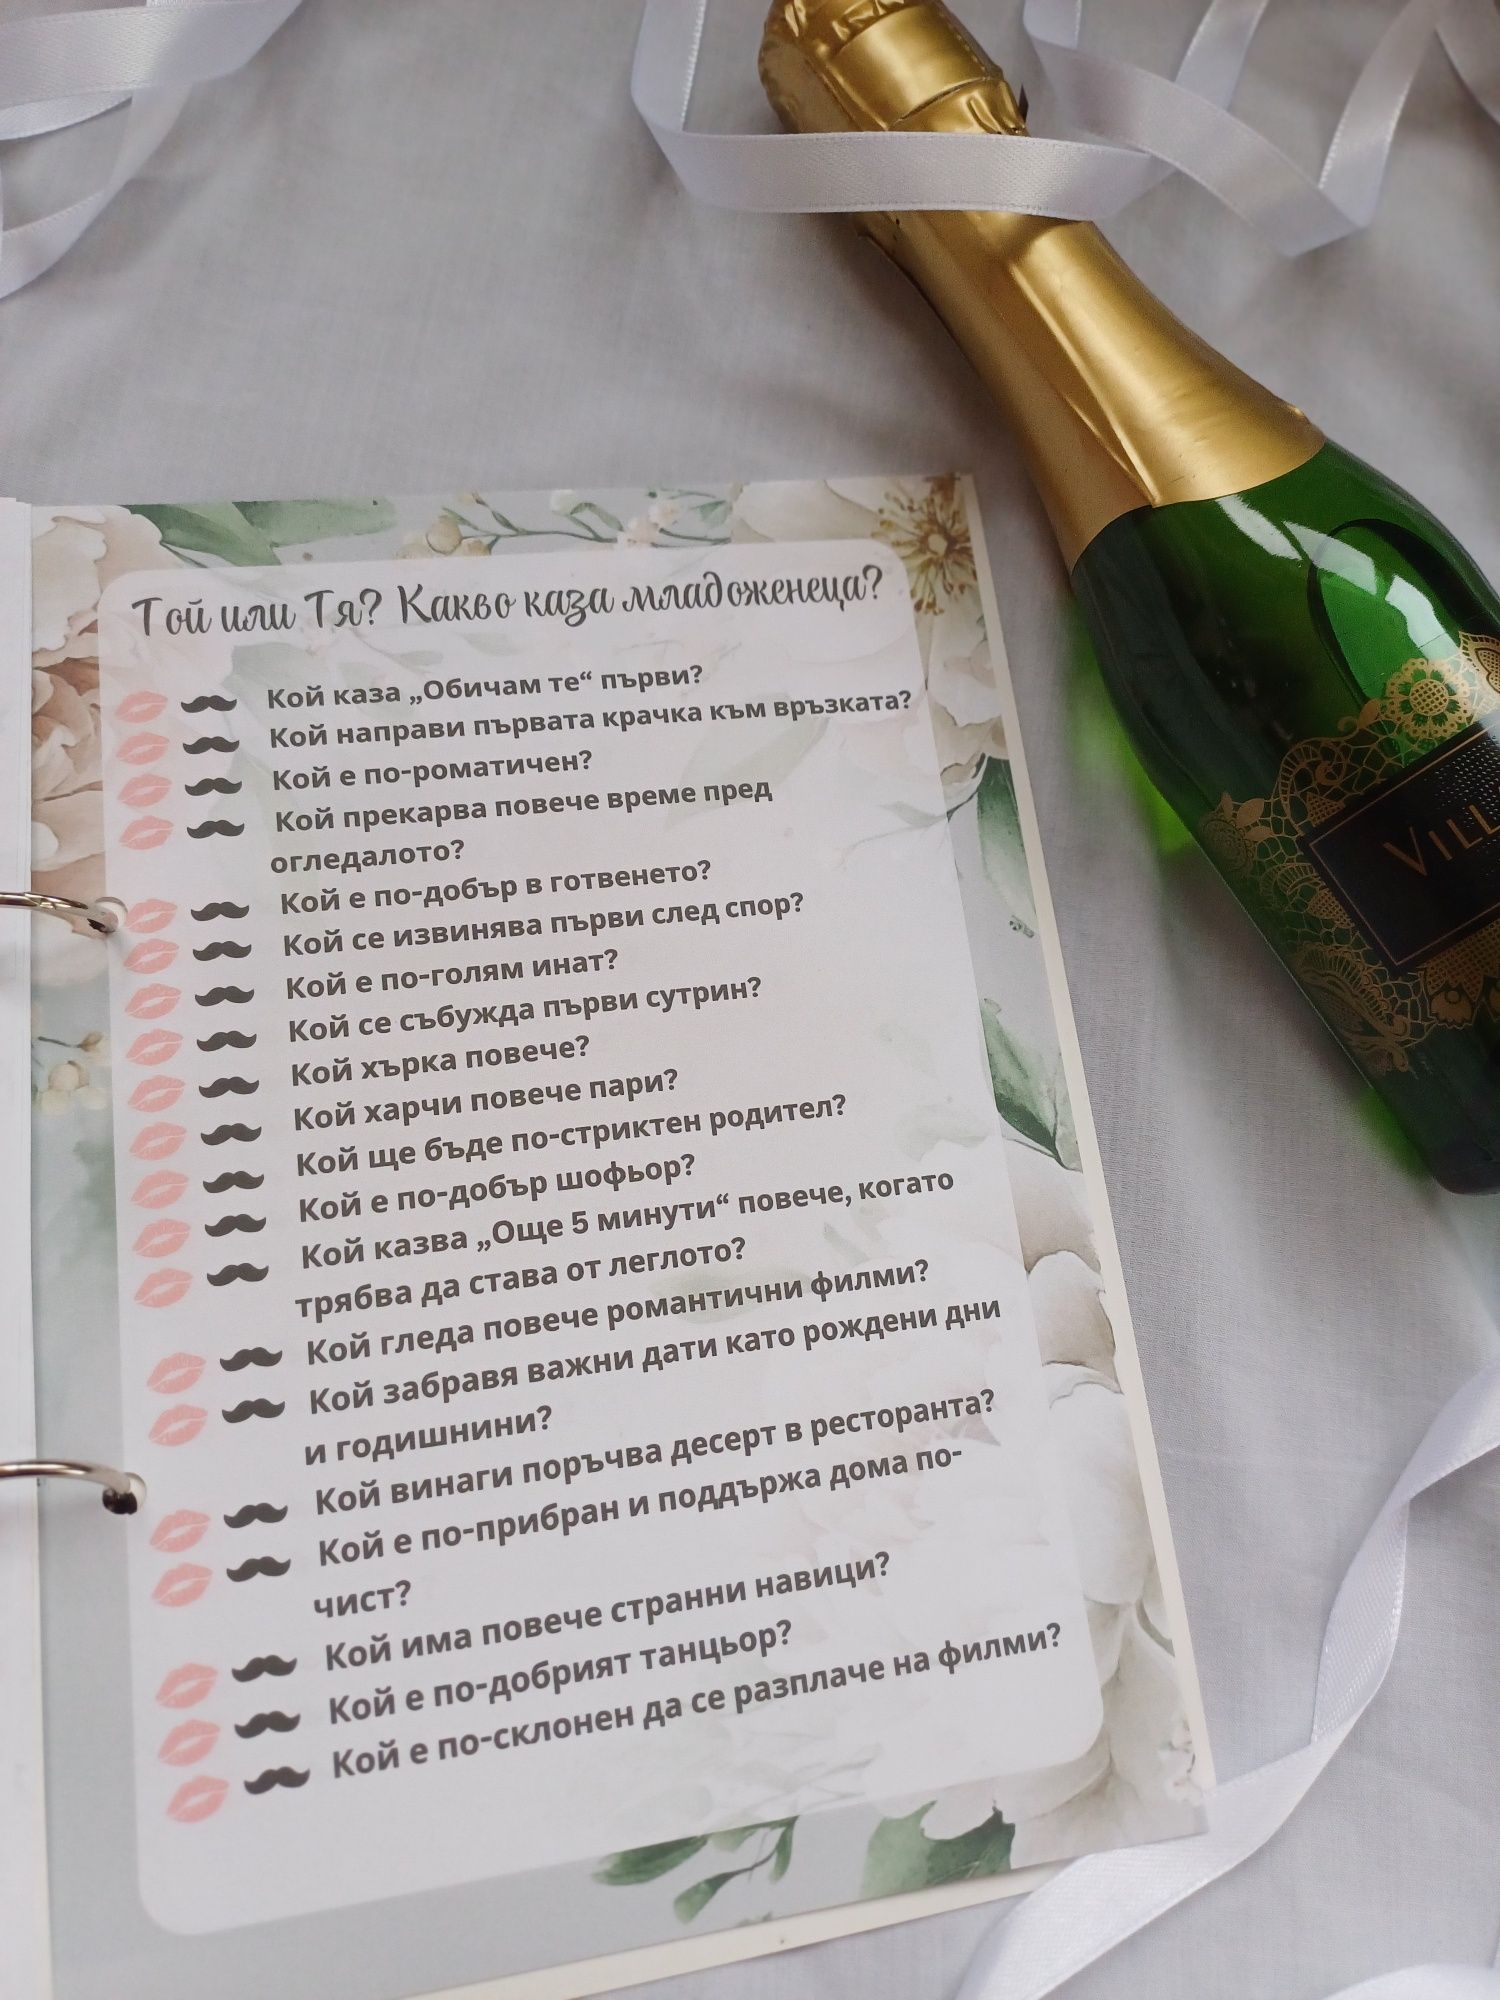 Той или Тя? Какво каза младоженеца?
Кой каза „Обичам те“ първи?
Кой направи първата крачка към връзката?
Кой е по-роматичен?
Кой прекарва повече време пред
огледалото?
Кой е по-добър в готвенето?
Кой се извинява първи след спор?
Кой е по-голям инат?
Кой се събужда първи сутрин?
Кой хърка повече?
Кой харчи повече пари?
Кой ще бъде по-стриктен родител?
Кой е по-добър шофьор?
Кой казва „Още 5 минути“ повече, когато
трябва да става от леглото?
Кой гледа повече романтични филми?
Кой забравя важни дати като рождени дни
и годишнини?
Кой винаги поръчва десерт в ресторанта?
Кой е по-прибран и поддържа дома по-
чист?
Кой има повече странни навици?
Кой е по-добрият танцьор?
Кой е по-склонен да се разплаче на филми?
VILL